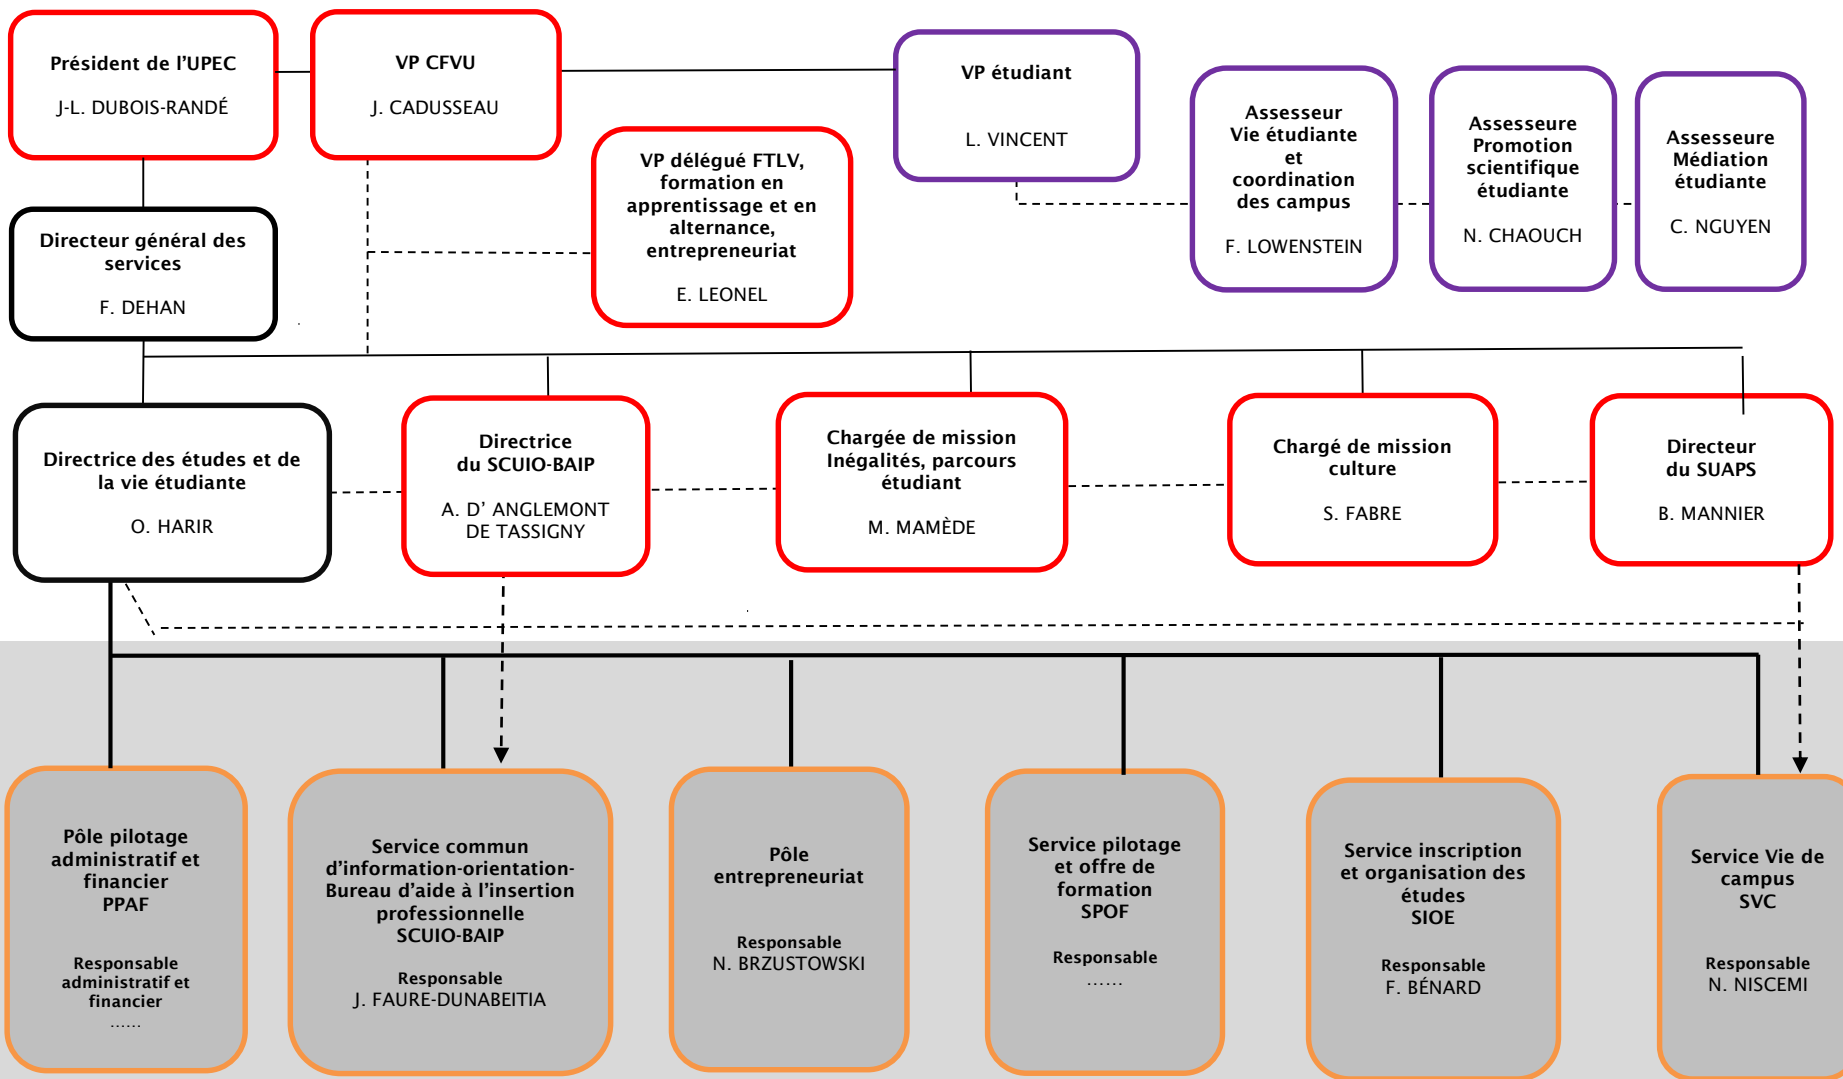 Président de l'UPEC
J-L. DUBOIS-RANDÉ
VP CFVU
J. CADUSSEAU
VP étudiant
L. VINCENT
Assesseur
Vie étudiante
et
coordination
des campus
F. LOWENSTEIN
Assesseure
Promotion
scientifique
étudiante
N. CHAOUCH
Assesseure
Médiation
étudiante
C. NGUYEN
VP délégué FTLV,
formation en
apprentissage et en
alternance,
entrepreneuriat
E. LEONEL
Directeur général des
services
F. DEHAN
Directrice des études et de
la vie étudiante
O. HARIR
Directrice
du SCUIO-BAIP
A. D' ANGLEMONT
DE TASSIGNY
Chargée de mission
Inégalités, parcours
étudiant
M. MAMÈDE
Chargé de mission
culture
S. FABRE
Directeur
du SUAPS
B. MANNIER
Pôle pilotage
administratif et
financier
PPAF
Responsable
administratif et
financier
......
Service commun
d'information-orientation-
Bureau d'aide à l'insertion
professionnelle
SCUIO-BAIP
Responsable
J. FAURE-DUNABEITIA
Pôle
entrepreneuriat
Responsable
N. BRZUSTOWSKI
Service pilotage
et offre de
formation
SPOF
Responsable
......
Service inscription
et organisation des
études
SIOE
Responsable
F. BÉNARD
Service Vie de
campus
SVC
Responsable
N. NISCEMI